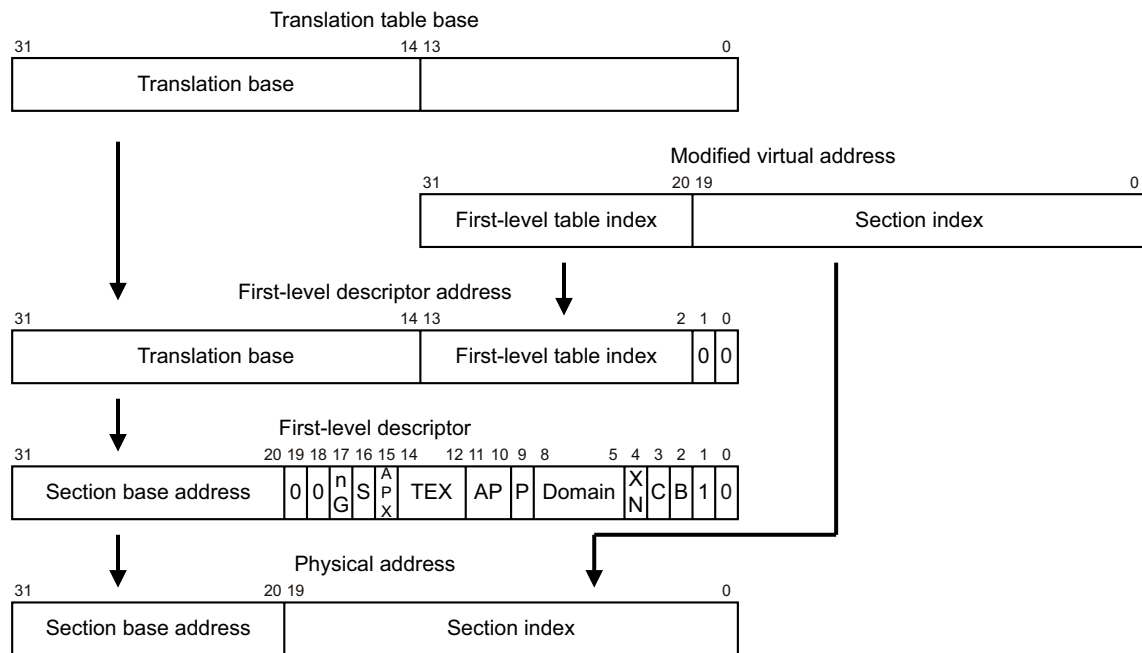 Translation table base
31 14 13 0
Translation base
Modified virtual address
31 20 19 0
First-level table index Section index
First-level descriptor address
31 14 13 2 1 0
Translation base First-level table index 0 0
First-level descriptor
31 20 19 18 17 16 15 14 12 11 10 9 8 5 4 3 2 1 0
Section base address 0 0 nG S APX TEX AP P Domain XN C B 1 0
Physical address
31 20 19 0
Section base address Section index